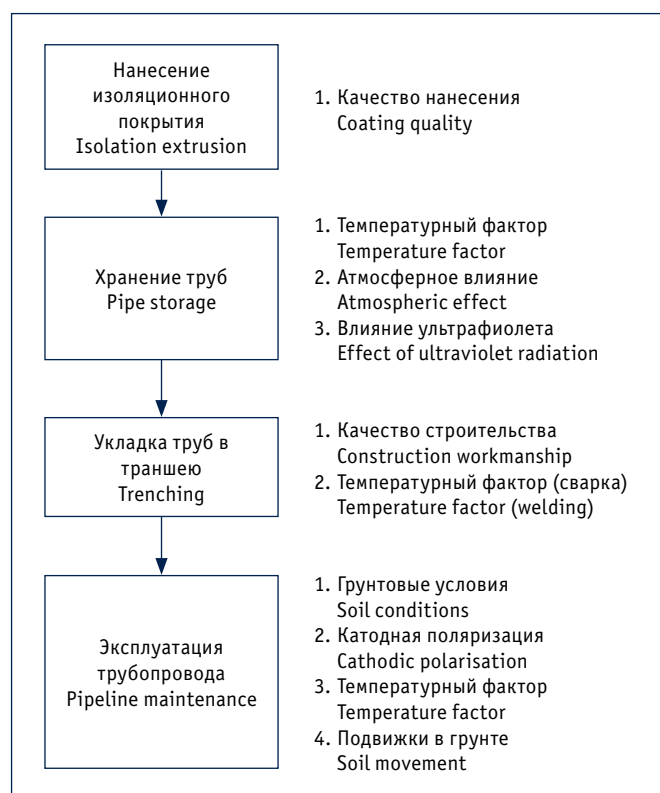 Нанесение
изоляционного
покрытия
Isolation extrusion
1. Качество нанесения
Coating quality
Хранение труб
Pipe storage
1. Температурный фактор
Temperature factor
2. Атмосферное влияние
Atmospheric effect
3. Влияние ультрафиолета
Effect of ultraviolet radiation
Укладка труб в
траншею
Trenching
1. Качество строительства
Construction workmanship
2. Температурный фактор (сварка)
Temperature factor (welding)
Эксплуатация
трубопровода
Pipeline maintenance
1. Грунтовые условия
Soil conditions
2. Катодная поляризация
Cathodic polarisation
3. Температурный фактор
Temperature factor
4. Подвижки в грунте
Soil movement